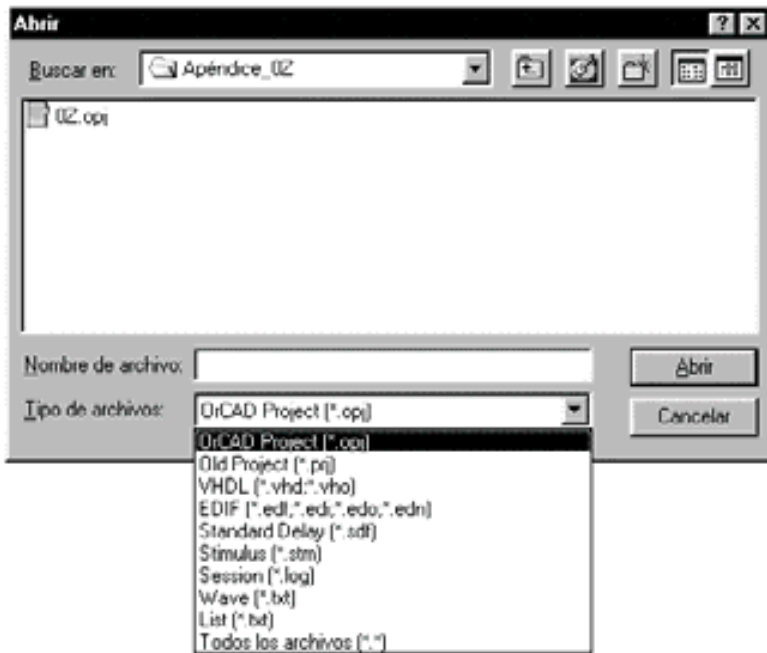 Abrir
Buscar en: Apéndice_02
02.opj
Nombre de archivo: Abrir
Tipo de archivos: OrCAD Project (*.opj) Cancelar
OrCAD Project (*.opj)
Old Project (*.prj)
VHDL (*.vhd;*.vho)
EDIF (*.edf,*.edi,*.edo,*.edn)
Standard Delay (*.sdf)
Stimulus (*.stm)
Session (*.log)
Wave (*.txt)
List (*.txt)
Todos los archivos (*.*)